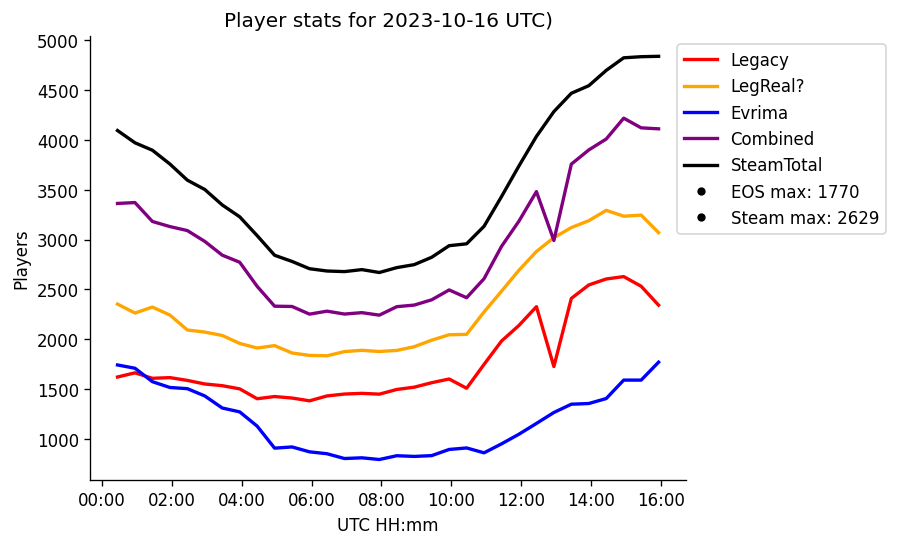 Player stats for 2023-10-16 UTC)
5000
4500
4000
3500
3000
2500
2000
1500
1000
Players
00:00 02:00 04:00 06:00 08:00 10:00 12:00 14:00 16:00
UTC HH:mm
Legacy
LegReal?
Evrima
Combined
SteamTotal
EOS max: 1770
Steam max: 2629